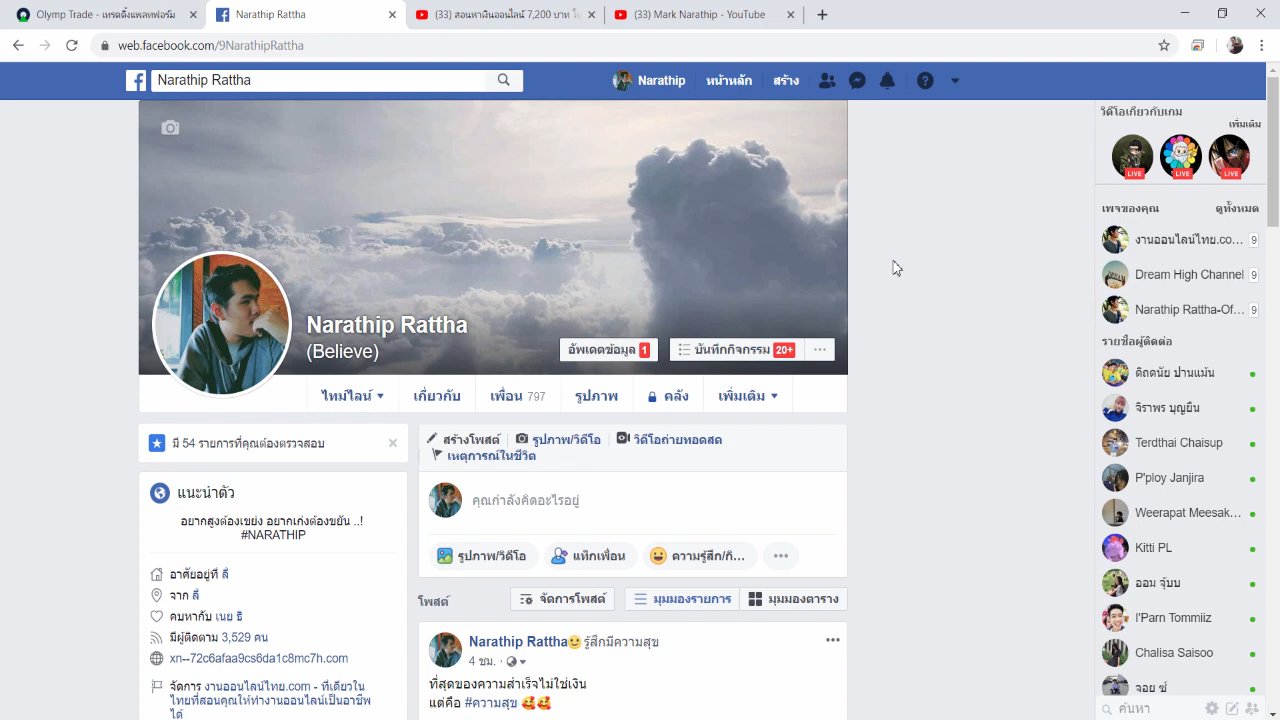 Olymp Trade - แพรตดิ้งแพลทฟอร์ม
Narathip Rattha
(33) สอนหาเงินออนไลน์ 7,200 บาท
(33) Mark Narathip - YouTube
web.facebook.com/9NarathipRattha
Narathip Rattha
Narathip
หน้าหลัก
สร้าง
Narathip Rattha
(Believe)
อัพเดตข้อมูล 1
บันทึกกิจกรรม 20+
ไทม์ไลน์
เกี่ยวกับ
เพื่อน 797
รูปภาพ
คลัง
เพิ่มเติม
มี 54 รายการที่คุณต้องตรวจสอบ
แนะนำตัว
อยากสูงต้องเขย่ง อยากเก่งต้องขยัน ..!
#NARATHIP
อาศัยอยู่ที่ ลี้
จาก ลี้
คบหากับ เนย ธิ
มีผู้ติดตาม 3,529 คน
xn--72c6afaa9cs6da1c8mc7h.com
จัดการ งานออนไลน์ไทย.com - ที่เดียวใน
ไทยที่สอนคุณให้ทำงานออนไลน์เป็นอาชีพ
ได้
สร้างโพสต์
รูปภาพ/วิดีโอ
วิดีโอถ่ายทอดสด
เหตุการณ์ในชีวิต
คุณกำลังคิดอะไรอยู่
รูปภาพ/วิดีโอ
แท็กเพื่อน
ความรู้สึก/กิ...
โพสต์
จัดการโพสต์
มุมมองรายการ
มุมมองตาราง
Narathip Rattha รู้สึกมีความสุข
4 ชม.
ที่สุดของความสำเร็จไม่ใช่เงิน
แต่คือ #ความสุข 🥰🥰
วิดีโอเกี่ยวกับเกม
เพิ่มเติม
LIVE
LIVE
LIVE
เพจของคุณ
ดูทั้งหมด
งานออนไลน์ไทย.co... 9
Dream High Channel 9
Narathip Rattha-Of... 9
รายชื่อผู้ติดต่อ
ดิถดนัย ปานแม้น
จิราพร บุญยืน
Terdthai Chaisup
P'ploy Janjira
Weerapat Meesak...
Kitti PL
ออม จุ๊บบ
I'Parn Tommiiz
Chalisa Saisoo
จอย ซ์
ค้นหา